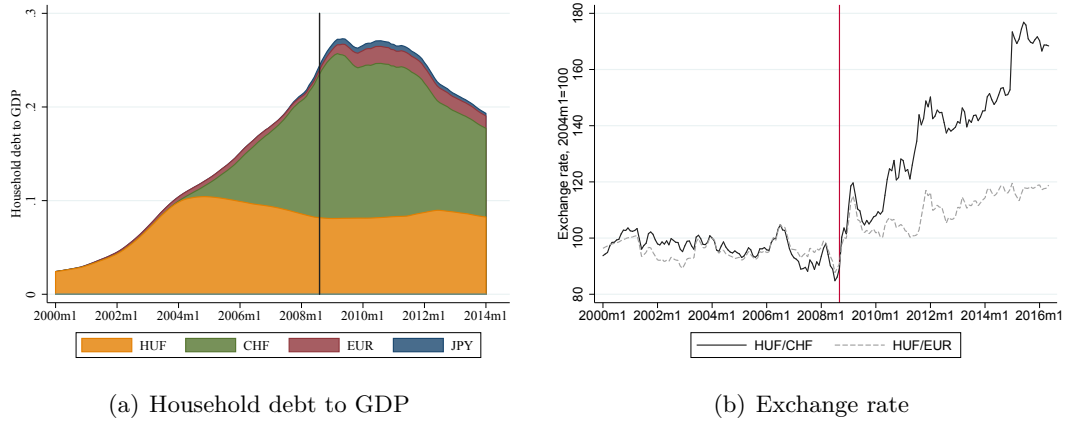 Household debt to GDP
.3
.2
.1
0
2000m1 2002m1 2004m1 2006m1 2008m1 2010m1 2012m1 2014m1
HUF CHF EUR JPY
(a) Household debt to GDP
Exchange rate, 2004m1=100
180
160
140
120
100
80
2000m1 2002m1 2004m1 2006m1 2008m1 2010m1 2012m1 2014m1 2016m1
HUF/CHF HUF/EUR
(b) Exchange rate